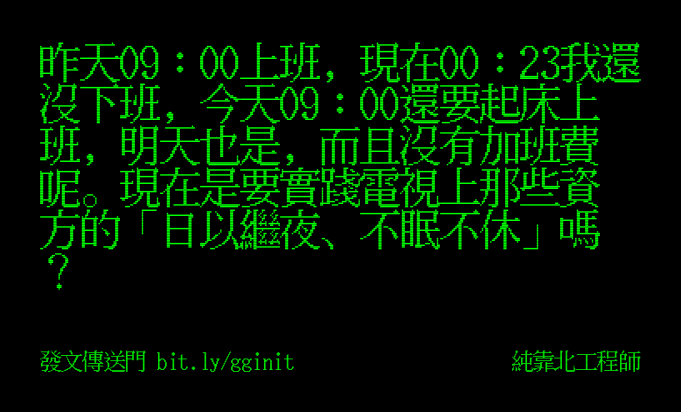 昨天09：00上班，現在00：23我還
沒下班，今天09：00還要起床上
班，明天也是，而且沒有加班費
呢。現在是要實踐電視上那些資
方的「日以繼夜、不眠不休」嗎
？
發文傳送門 bit.ly/gginit
純靠北工程師